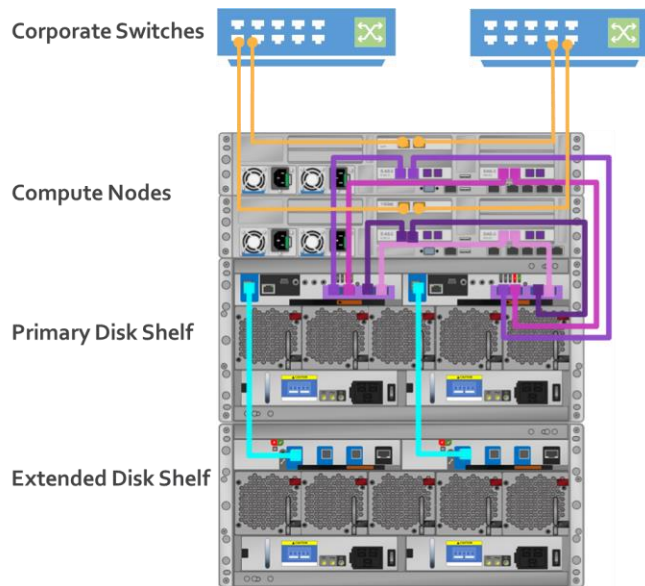 Corporate Switches
Compute Nodes
Primary Disk Shelf
Extended Disk Shelf